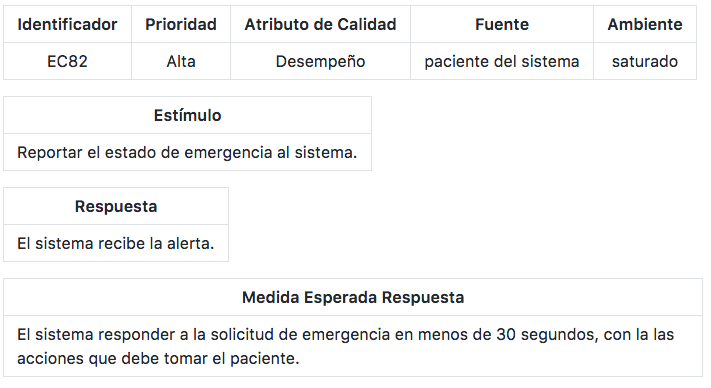 Identificador Prioridad Atributo de Calidad Fuente Ambiente
EC82 Alta Desempeño paciente del sistema saturado
Estímulo
Reportar el estado de emergencia al sistema.
Respuesta
El sistema recibe la alerta.
Medida Esperada Respuesta
El sistema responder a la solicitud de emergencia en menos de 30 segundos, con la las
acciones que debe tomar el paciente.